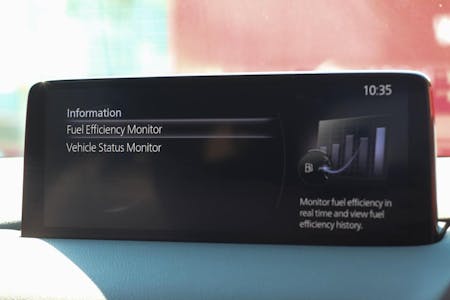 10:35
Information
Fuel Efficiency Monitor
Vehicle Status Monitor
Monitor fuel efficiency in
real time and view fuel
efficiency history.